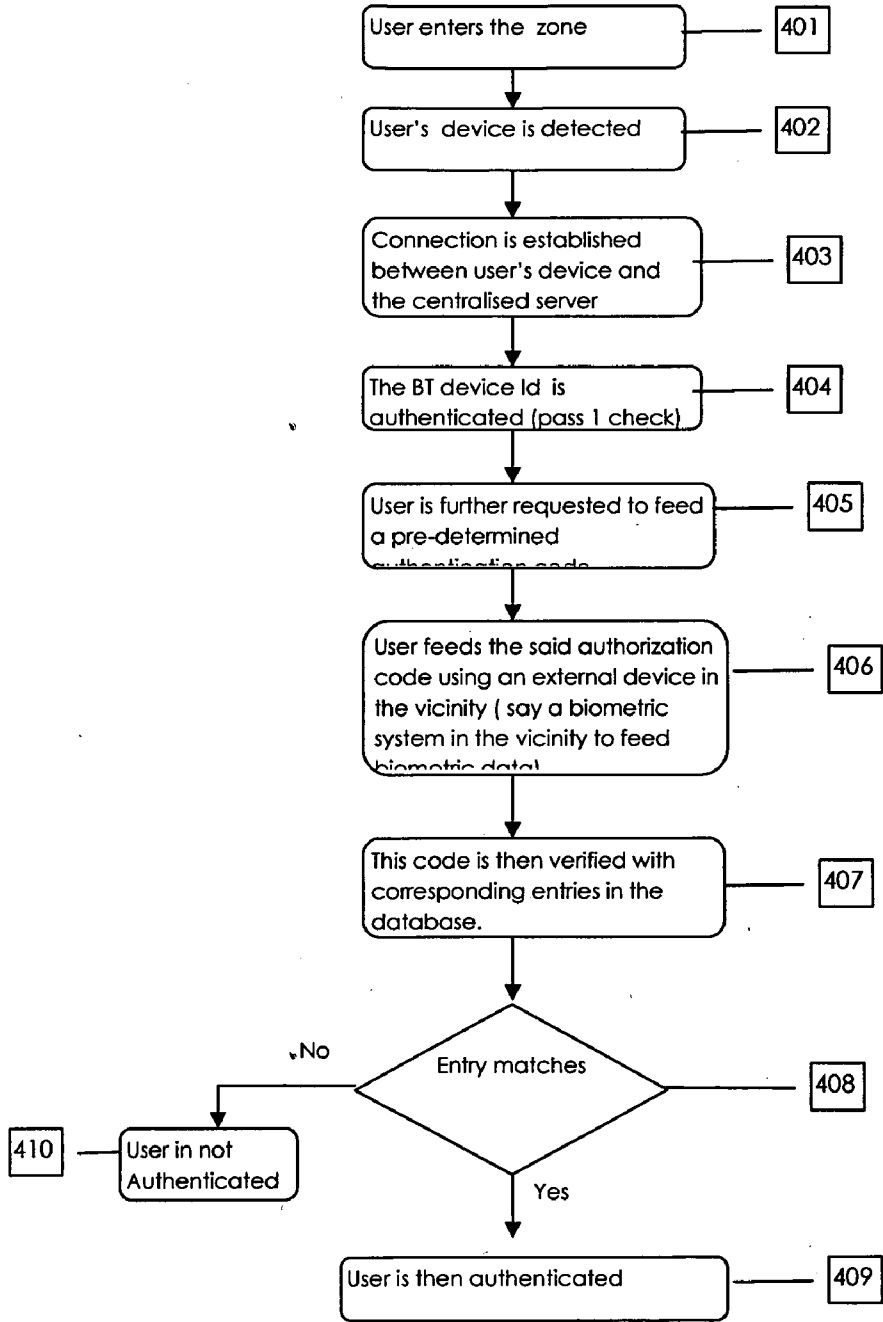 User enters the zone
401
User's device is detected
402
Connection is established
between user's device and
the centralised server
403
The BT device Id is
authenticated (pass 1 check)
404
User is further requested to feed
a pre-determined
authentication code
405
User feeds the said authorization
code using an external device in
the vicinity ( say a biometric
system in the vicinity to feed
biometric data)
406
This code is then verified with
corresponding entries in the
database.
407
Entry matches
408
No
410
User in not
Authenticated
Yes
User is then authenticated
409